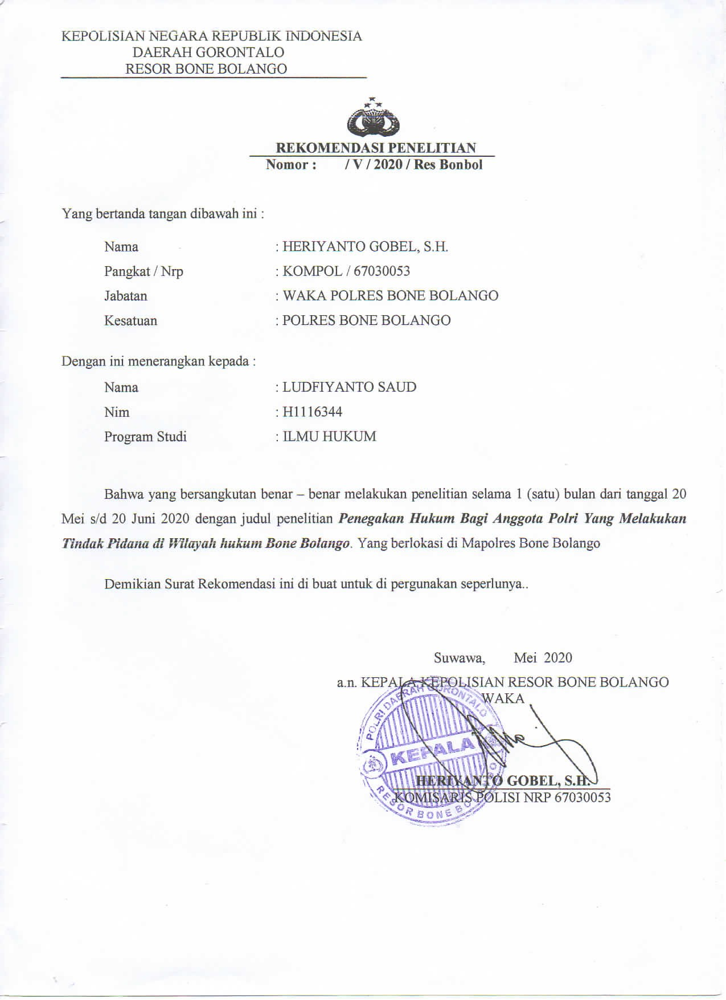 KEPOLISIAN NEGARA REPUBLIK INDONESIA
DAERAH GORONTALO
RESOR BONE BOLANGO
REKOMENDASI PENELITIAN
Nomor : / V / 2020 / Res Bonbol
Yang bertanda tangan dibawah ini :
Nama : HERIYANTO GOBEL, S.H.
Pangkat / Nrp : KOMPOL / 67030053
Jabatan : WAKA POLRES BONE BOLANGO
Kesatuan : POLRES BONE BOLANGO
Dengan ini menerangkan kepada :
Nama : LUDFIYANTO SAUD
Nim : H1116344
Program Studi : ILMU HUKUM
Bahwa yang bersangkutan benar – benar melakukan penelitian selama 1 (satu) bulan dari tanggal 20
Mei s/d 20 Juni 2020 dengan judul penelitian Penegakan Hukum Bagi Anggota Polri Yang Melakukan
Tindak Pidana di Wilayah hukum Bone Bolango. Yang berlokasi di Mapolres Bone Bolango
Demikian Surat Rekomendasi ini di buat untuk di pergunakan seperlunya..
Suwawa, Mei 2020
a.n. KEPALA KEPOLISIAN RESOR BONE BOLANGO
WAKA
POLRI DAERAH GORONTALO
KEPALA
RESOR BONE BOLANGO
HERIYANTO GOBEL, S.H.
KOMISARIS POLISI NRP 67030053